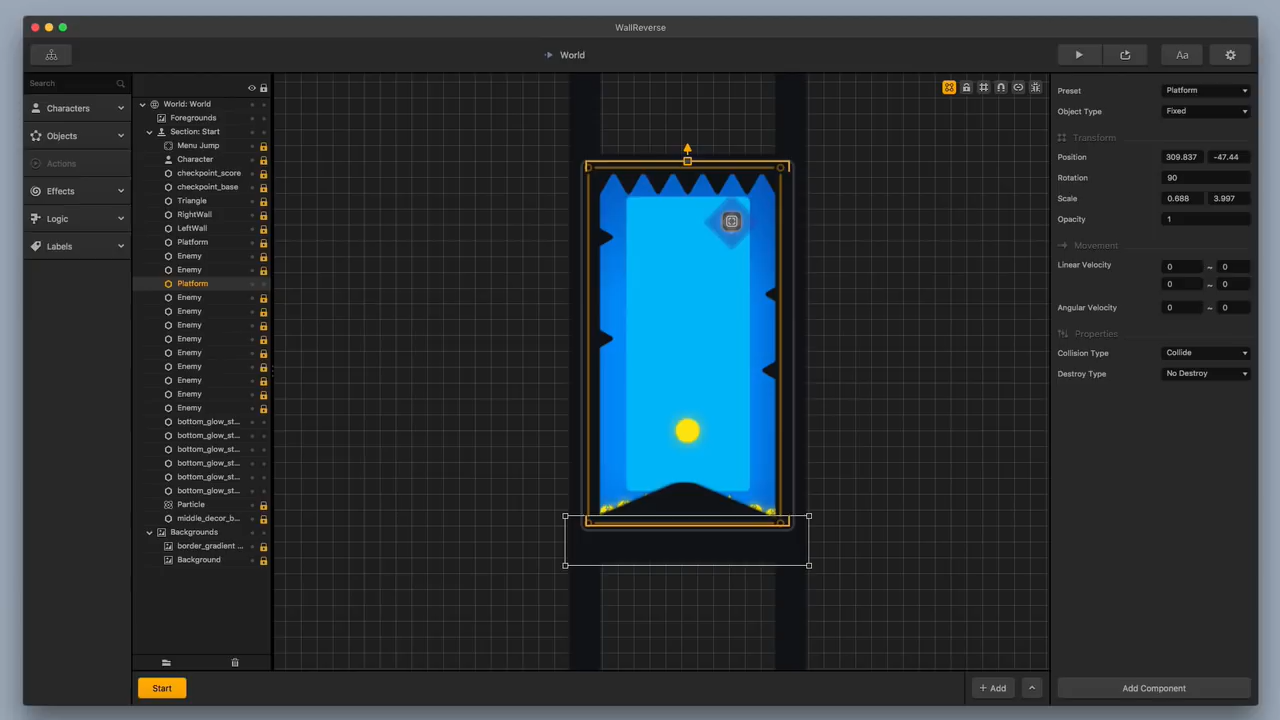 WallReverse
World
Aa
Search
Characters
Objects
Actions
Effects
Logic
Labels
World: World
Foregrounds
Section: Start
Menu Jump
Character
checkpoint_score
checkpoint_base
Triangle
RightWall
LeftWall
Platform
Enemy
Enemy
Platform
Enemy
Enemy
Enemy
Enemy
Enemy
Enemy
Enemy
Enemy
Enemy
bottom_glow_st...
bottom_glow_st...
bottom_glow_st...
bottom_glow_st...
bottom_glow_st...
bottom_glow_st...
Particle
middle_decor_b...
Backgrounds
border_gradient ...
Background
Preset Platform
Object Type Fixed
Transform
Position 309.837 -47.44
Rotation 90
Scale 0.688 3.997
Opacity 1
Movement
Linear Velocity 0 ~ 0
0 ~ 0
Angular Velocity 0 ~ 0
Properties
Collision Type Collide
Destroy Type No Destroy
Start
+ Add
Add Component